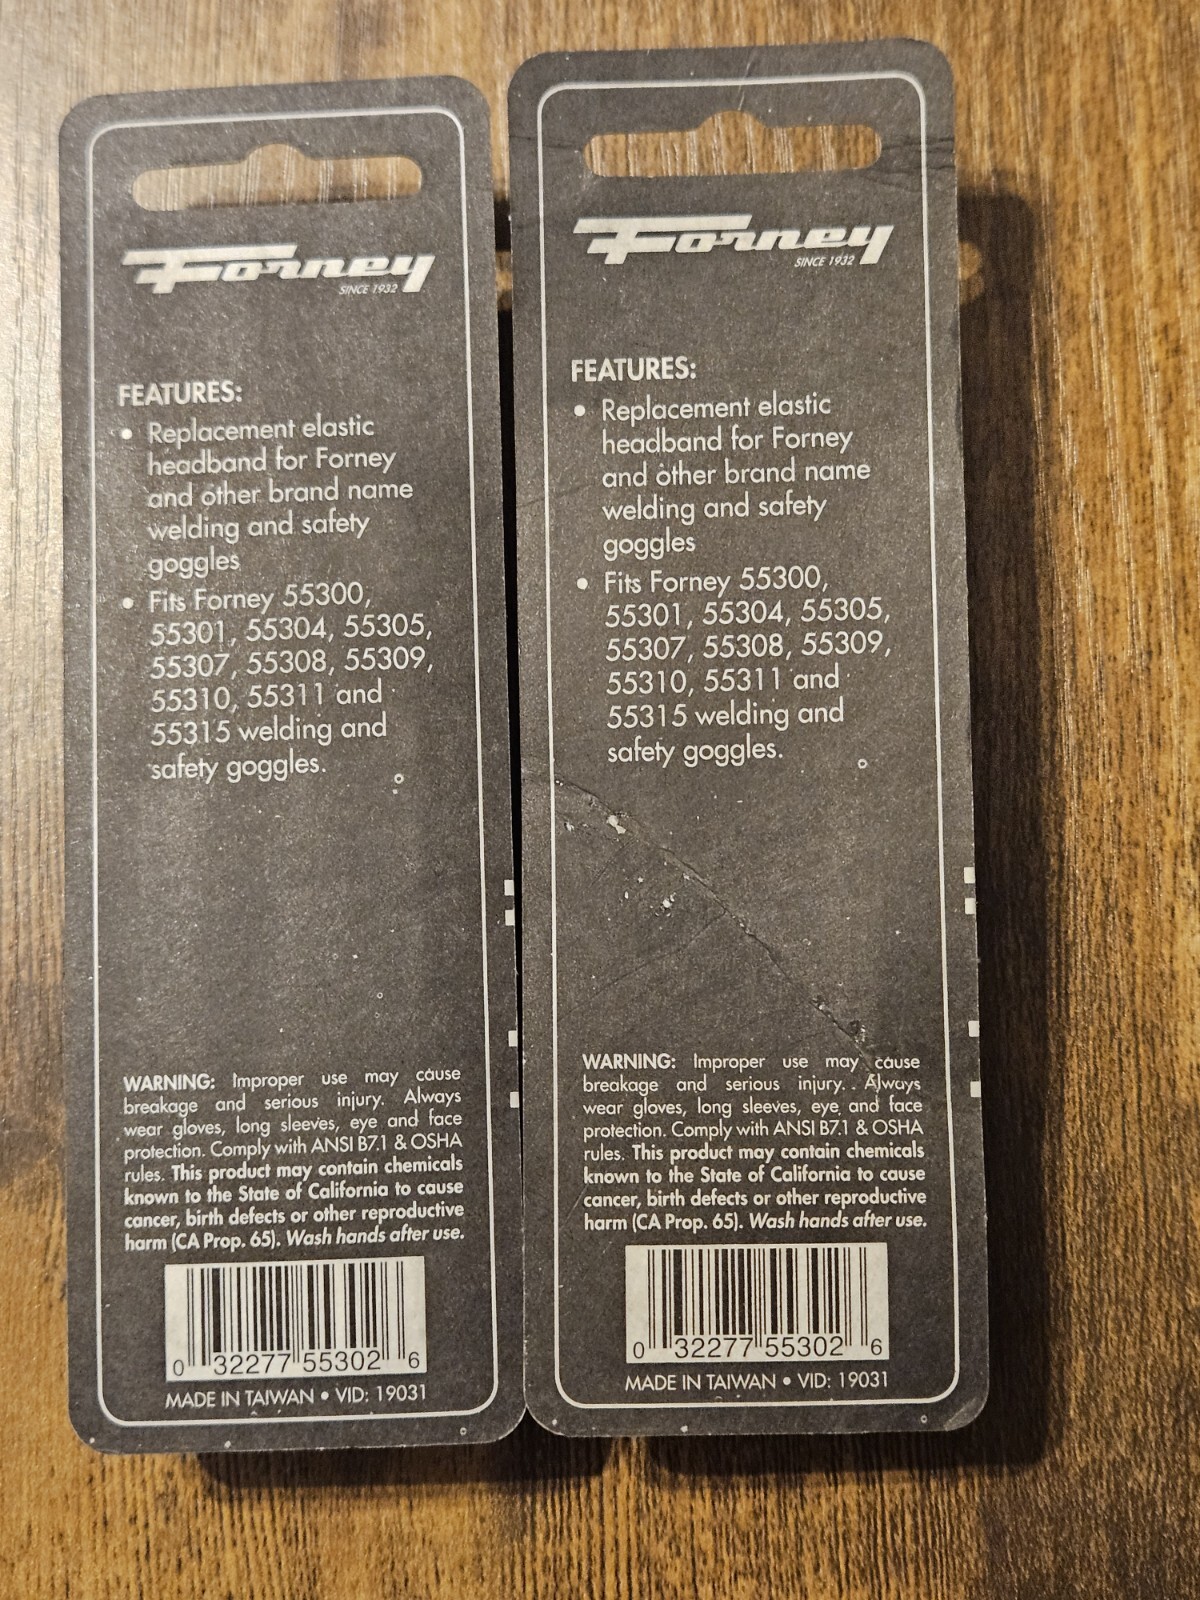 Forney
SINCE 1932
FEATURES:
• Replacement elastic
headband for Forney
and other brand name
welding and safety
goggles
• Fits Forney 55300,
55301, 55304, 55305,
55307, 55308, 55309,
55310, 55311 and
55315 welding and
safety goggles.
WARNING: Improper use may cause
breakage and serious injury. Always
wear gloves, long sleeves, eye and face
protection. Comply with ANSI B7.1 & OSHA
rules. This product may contain chemicals
known to the State of California to cause
cancer, birth defects or other reproductive
harm (CA Prop. 65). Wash hands after use.
0 32277 55302 6
MADE IN TAIWAN • VID: 19031
Forney
SINCE 1932
FEATURES:
• Replacement elastic
headband for Forney
and other brand name
welding and safety
goggles
• Fits Forney 55300,
55301, 55304, 55305,
55307, 55308, 55309,
55310, 55311 and
55315 welding and
safety goggles.
WARNING: Improper use may cause
breakage and serious injury. Always
wear gloves, long sleeves, eye and face
protection. Comply with ANSI B7.1 & OSHA
rules. This product may contain chemicals
known to the State of California to cause
cancer, birth defects or other reproductive
harm (CA Prop. 65). Wash hands after use.
0 32277 55302 6
MADE IN TAIWAN • VID: 19031